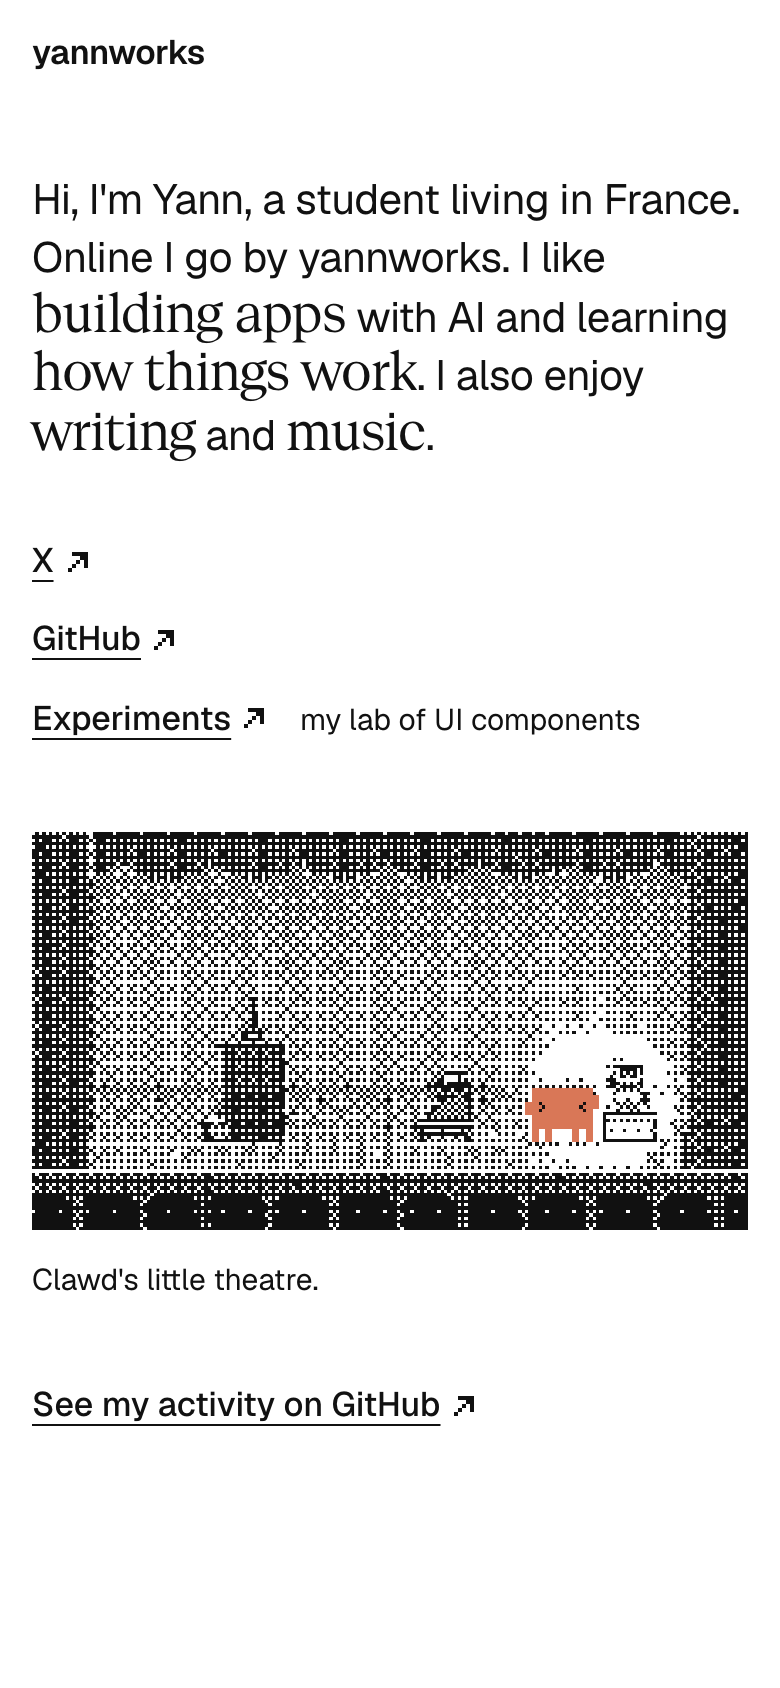 yannworks
Hi, I'm Yann, a student living in France.
Online I go by yannworks. I like
building apps with AI and learning
how things work. I also enjoy
writing and music.
X
GitHub
Experiments my lab of UI components
Clawd's little theatre.
See my activity on GitHub